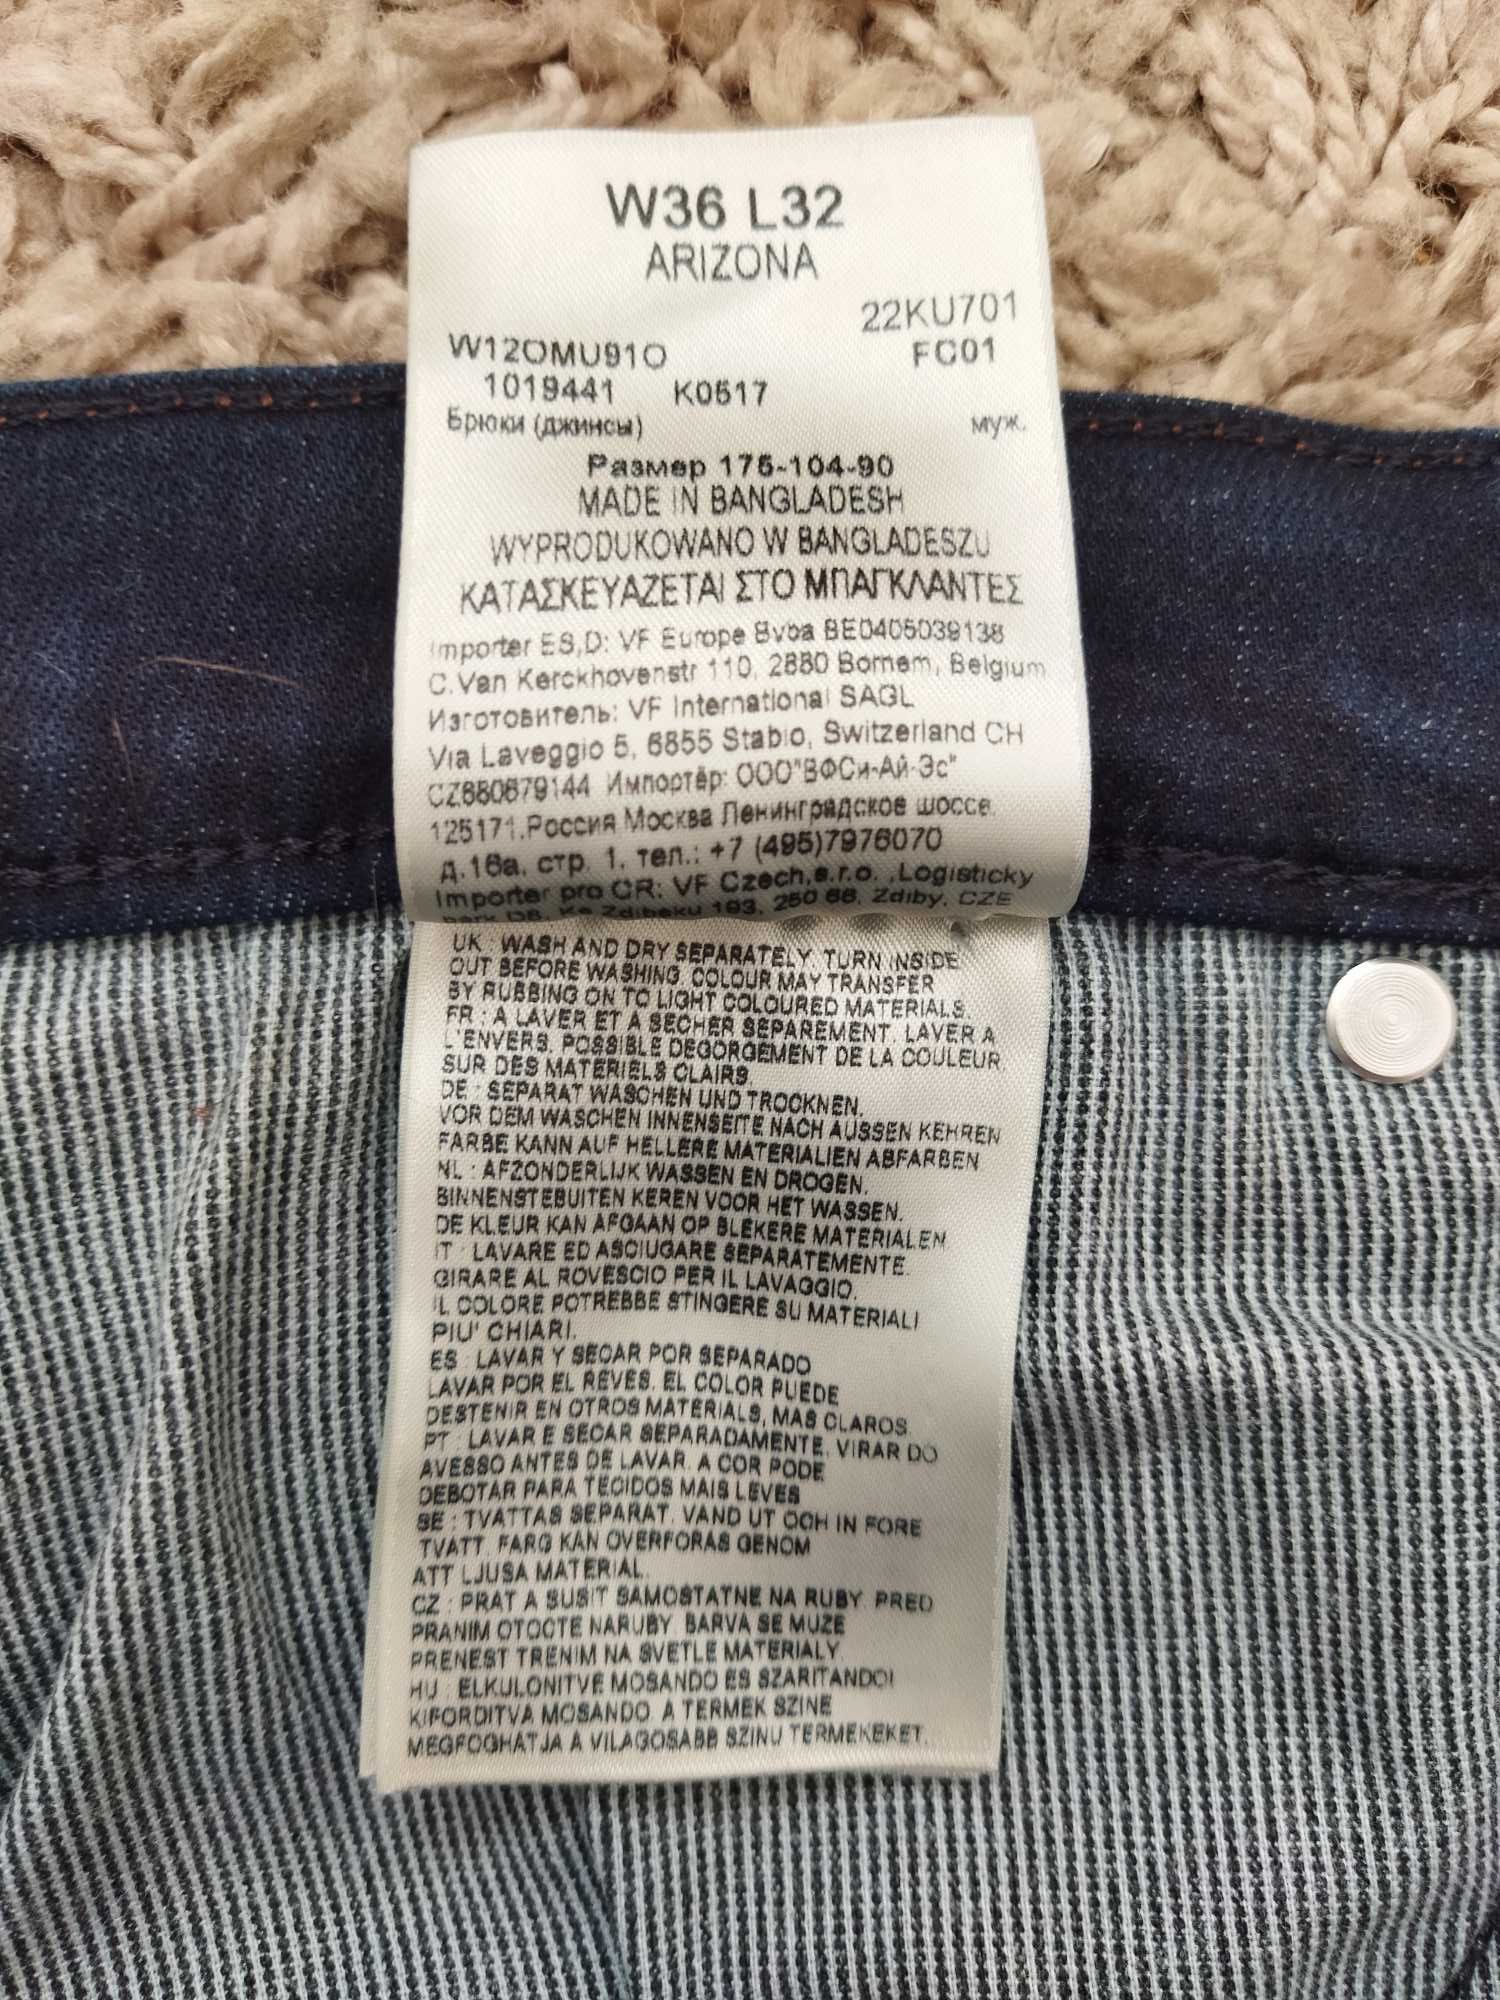 W36 L32
ARIZONA
22KU701
W12OMU91O FC01
1019441 K0517
Брюки (джинсы) муж.
Размер 175-104-90
MADE IN BANGLADESH
WYPRODUKOWANO W BANGLADESZU
ΚΑΤΑΣΚΕΥΑΖΕΤΑΙ ΣΤΟ ΜΠΑΓΚΛΑΝΤΕΣ
Importer ES,D: VF Europe Bvba BE0405039138
C.Van Kerckhovenstr 110, 2880 Bornem, Belgium
Изготовитель: VF International SAGL
Via Laveggio 5, 6855 Stabio, Switzerland CH
CZ680679144 Импортёр: ООО"ВФСи-Ай-Эс"
125171.Россия Москва Ленинградское шоссе.
д.16а, стр. 1, тел.: +7 (495)7976070
Importer pro CR: VF Czech,s.r.o. ,Logisticky
park D8, Ke Zdibsku 193, 250 66, Zdiby, CZE
UK : WASH AND DRY SEPARATELY. TURN INSIDE
OUT BEFORE WASHING. COLOUR MAY TRANSFER
BY RUBBING ON TO LIGHT COLOURED MATERIALS.
FR : A LAVER ET A SECHER SEPAREMENT. LAVER A
L'ENVERS. POSSIBLE DEGORGEMENT DE LA COULEUR
SUR DES MATERIELS CLAIRS.
DE : SEPARAT WASCHEN UND TROCKNEN.
VOR DEM WASCHEN INNENSEITE NACH AUSSEN KEHREN
FARBE KANN AUF HELLERE MATERIALIEN ABFARBEN
NL : AFZONDERLIJK WASSEN EN DROGEN.
BINNENSTEBUITEN KEREN VOOR HET WASSEN.
DE KLEUR KAN AFGAAN OP BLEKERE MATERIALEN
IT : LAVARE ED ASCIUGARE SEPARATEMENTE.
GIRARE AL ROVESCIO PER IL LAVAGGIO.
IL COLORE POTREBBE STINGERE SU MATERIALI
PIU' CHIARI.
ES : LAVAR Y SECAR POR SEPARADO
LAVAR POR EL REVES. EL COLOR PUEDE
DESTENIR EN OTROS MATERIALS, MAS CLAROS.
PT : LAVAR E SECAR SEPARADAMENTE. VIRAR DO
AVESSO ANTES DE LAVAR. A COR PODE
DEBOTAR PARA TECIDOS MAIS LEVES
SE : TVATTAS SEPARAT. VAND UT OCH IN FORE
TVATT. FARG KAN OVERFORAS GENOM
ATT LJUSA MATERIAL.
CZ : PRAT A SUSIT SAMOSTATNE NA RUBY. PRED
PRANIM OTOCTE NARUBY. BARVA SE MUZE
PRENEST TRENIM NA SVETLE MATERIALY.
HU : ELKULONITVE MOSANDO ES SZARITANDO!
KIFORDITVA MOSANDO. A TERMEK SZINE
MEGFOGHATJA A VILAGOSABB SZINU TERMEKEKET.